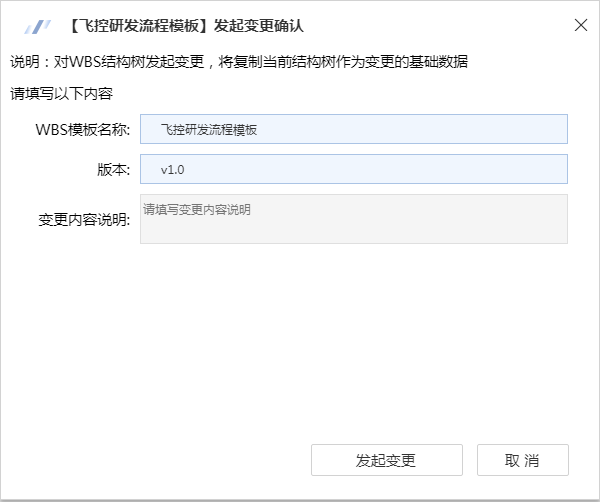 【飞控研发流程模板】发起变更确认
说明：对WBS结构树发起变更，将复制当前结构树作为变更的基础数据
请填写以下内容
WBS模板名称: 飞控研发流程模板
版本: v1.0
变更内容说明: 请填写变更内容说明
发起变更 取 消